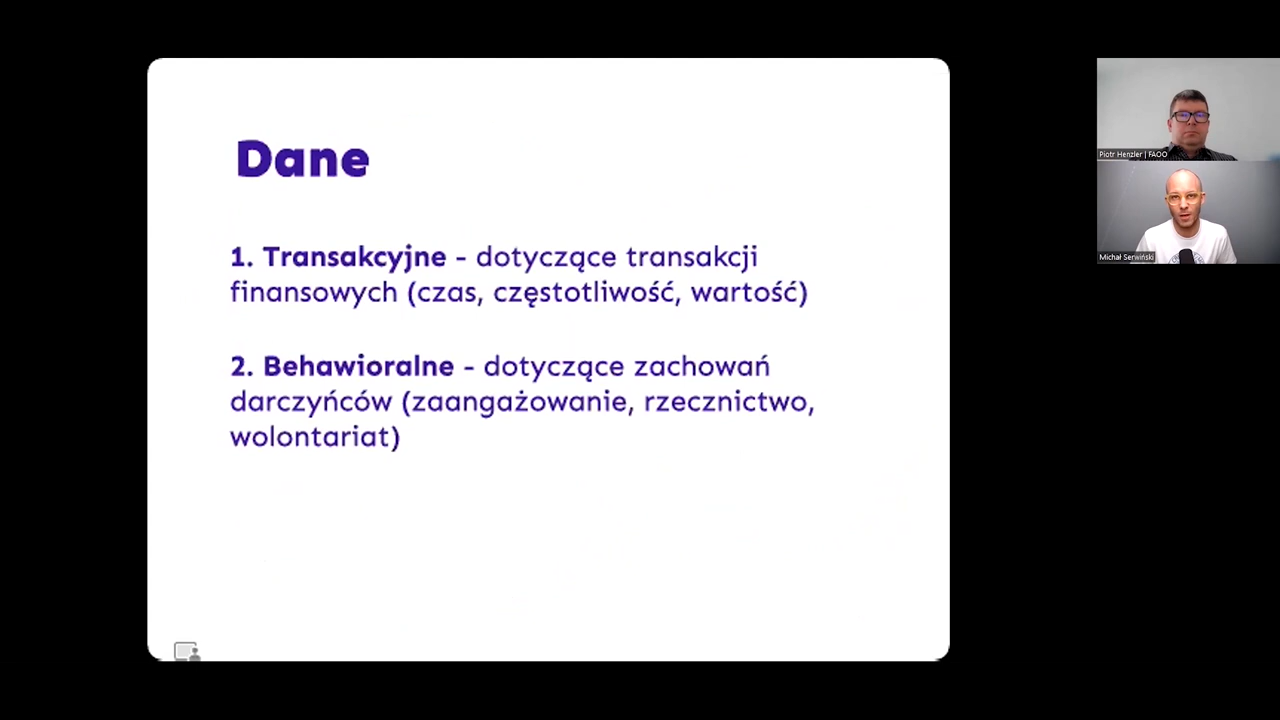 Dane
1. Transakcyjne - dotyczące transakcji
finansowych (czas, częstotliwość, wartość)
2. Behawioralne - dotyczące zachowań
darczyńców (zaangażowanie, rzecznictwo,
wolontariat)
Piotr Henzler | FAOO
Michał Serwiński